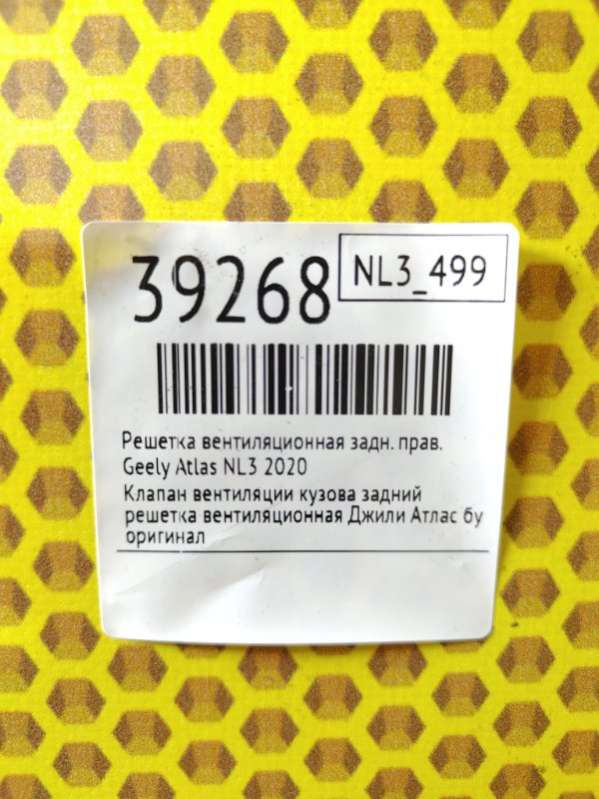 39268
NL3_499
Решетка вентиляционная задн. прав.
Geely Atlas NL3 2020
Клапан вентиляции кузова задний
решетка вентиляционная Джили Атлас бу
оригинал